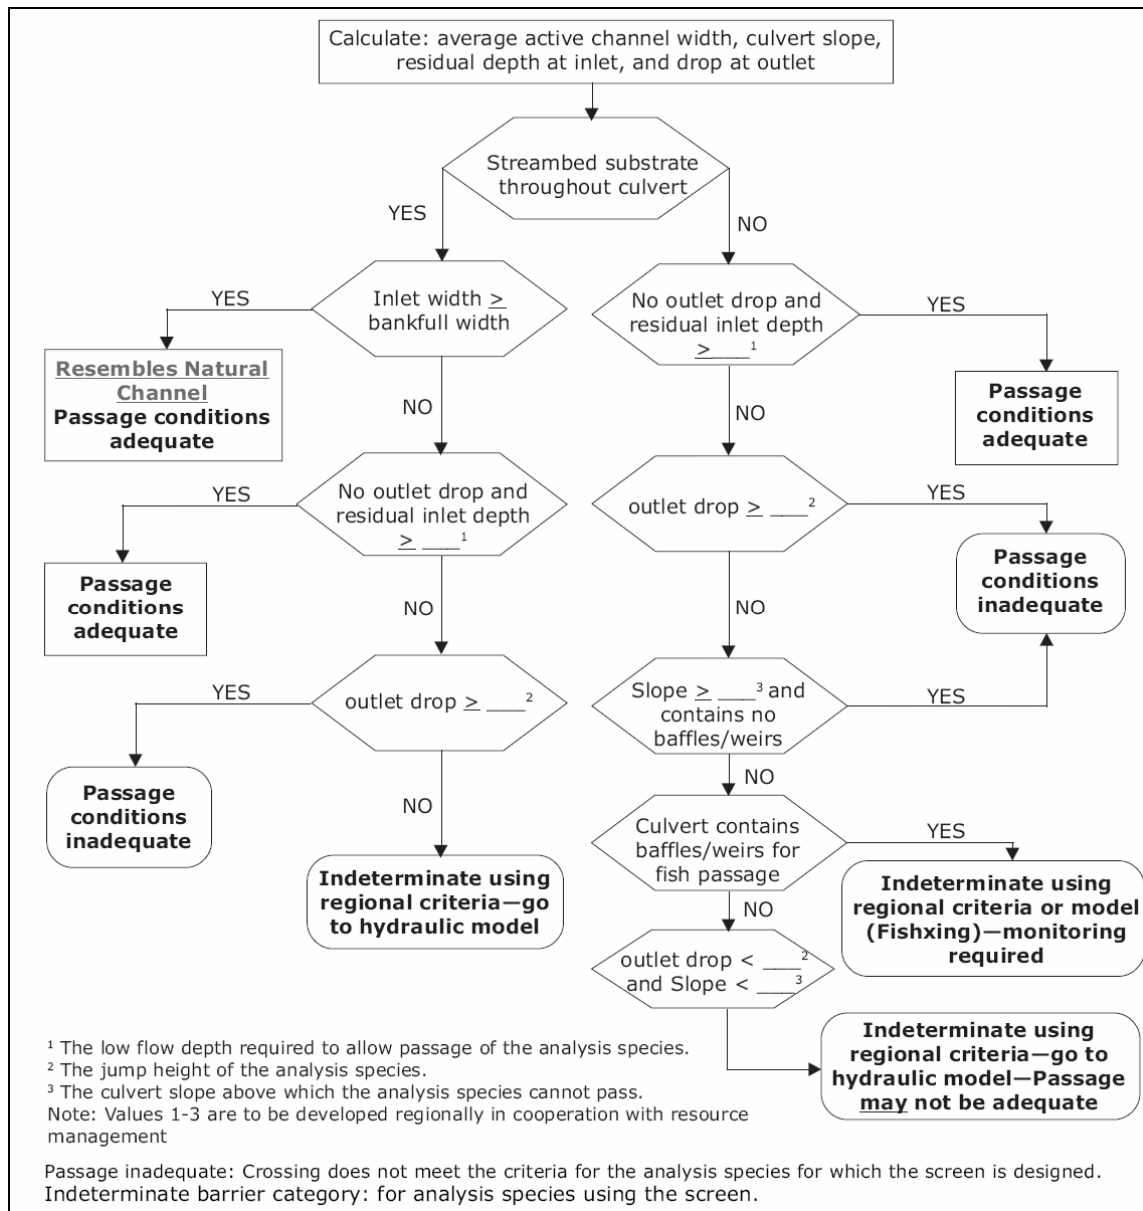 Calculate: average active channel width, culvert slope,
residual depth at inlet, and drop at outlet
Streambed substrate
throughout culvert
YES
NO
Inlet width ≥
bankfull width
YES
NO
Resembles Natural
Channel
Passage conditions
adequate
No outlet drop and
residual inlet depth
≥ ____¹
YES
NO
Passage
conditions
adequate
No outlet drop and
residual inlet depth
≥ ____¹
YES
NO
Passage
conditions
adequate
outlet drop ≥ ____²
YES
NO
Passage
conditions
inadequate
outlet drop ≥ ____²
YES
NO
Passage
conditions
inadequate
Slope ≥ ____³ and
contains no
baffles/weirs
YES
NO
Indeterminate using
regional criteria—go
to hydraulic model
Culvert contains
baffles/weirs for
fish passage
YES
NO
Indeterminate using
regional criteria or model
(Fishxing)—monitoring
required
outlet drop < ____²
and Slope < ____³
Indeterminate using
regional criteria—go to
hydraulic model—Passage
may not be adequate
¹ The low flow depth required to allow passage of the analysis species.
² The jump height of the analysis species.
³ The culvert slope above which the analysis species cannot pass.
Note: Values 1-3 are to be developed regionally in cooperation with resource
management
Passage inadequate: Crossing does not meet the criteria for the analysis species for which the screen is designed.
Indeterminate barrier category: for analysis species using the screen.